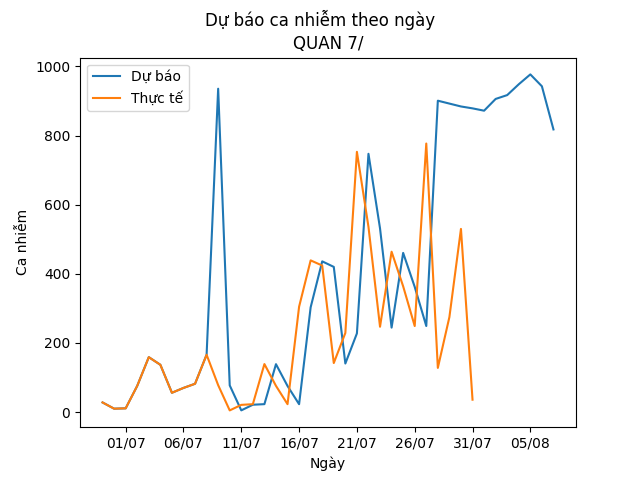 Dự báo ca nhiễm theo ngày
QUAN 7/
Dự báo
Thực tế
Ca nhiễm
1000
800
600
400
200
0
01/07
06/07
11/07
16/07
21/07
26/07
31/07
05/08
Ngày